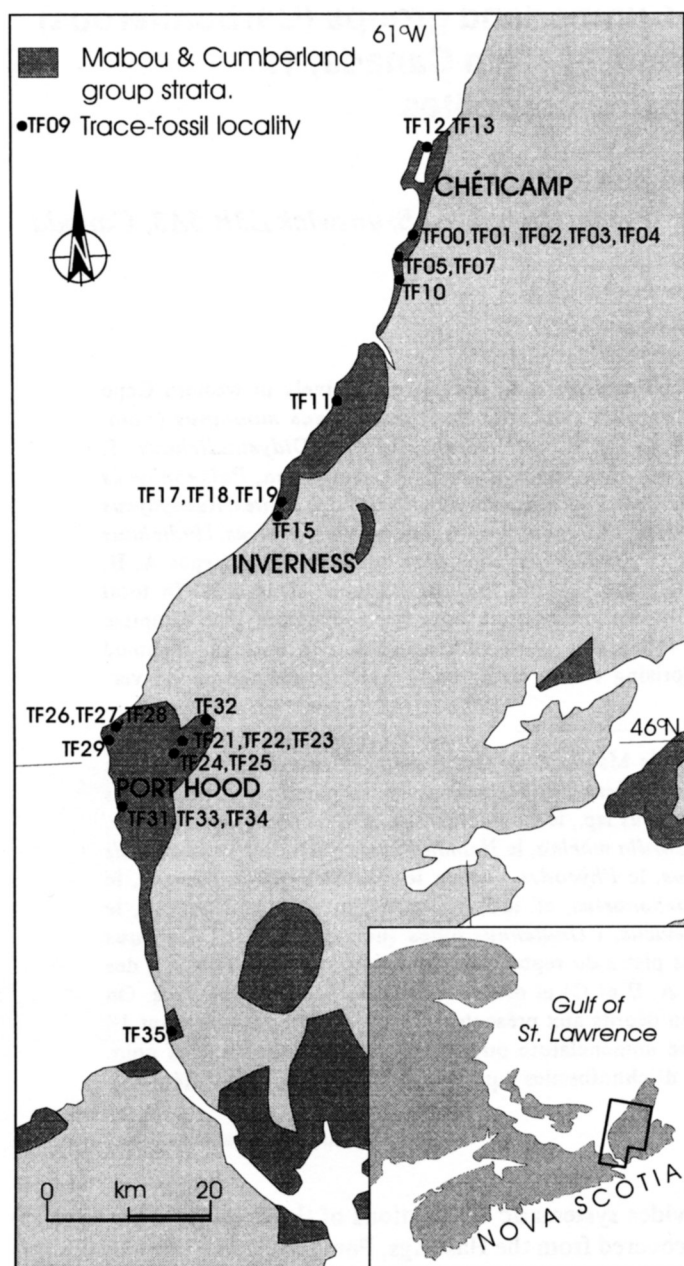 61°W
Mabou & Cumberland
group strata.
•TF09 Trace-fossil locality
TF12,TF13
CHÉTICAMP
N
TF00,TF01,TF02,TF03,TF04
TF05,TF07
TF10
TF11
TF17,TF18,TF19
TF15
INVERNESS
TF32
TF26,TF27,TF28
TF29
TF21,TF22,TF23
TF24,TF25
46°N
PORT HOOD
TF31,TF33,TF34
Gulf of
St. Lawrence
TF35
0 km 20
NOVA SCOTIA